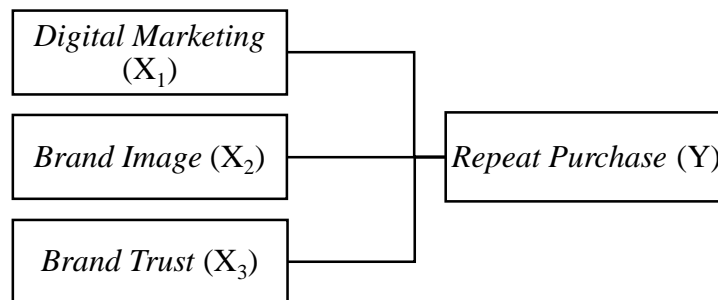 Digital Marketing
(X₁)
Brand Image (X₂)
Repeat Purchase (Y)
Brand Trust (X₃)